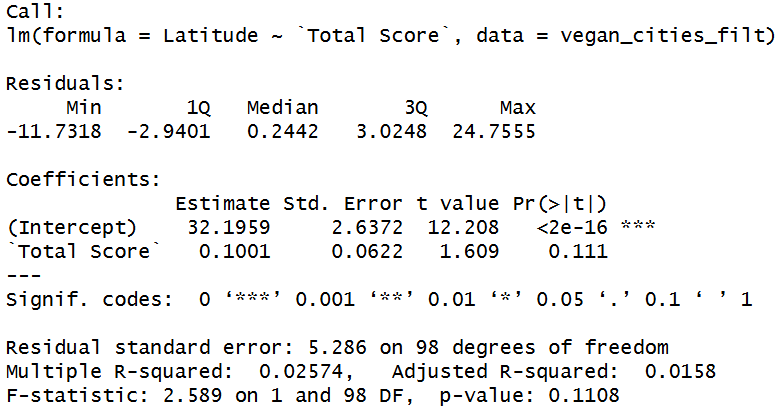 Call:
lm(formula = Latitude ~ `Total Score`, data = vegan_cities_filt)
Residuals:
     Min       1Q   Median       3Q      Max
-11.7318  -2.9401   0.2442   3.0248  24.7555
Coefficients:
              Estimate Std. Error t value Pr(>|t|)
(Intercept)    32.1959     2.6372  12.208   <2e-16 ***
`Total Score`   0.1001     0.0622   1.609    0.111
---
Signif. codes:  0 ‘***’ 0.001 ‘**’ 0.01 ‘*’ 0.05 ‘.’ 0.1 ‘ ’ 1
Residual standard error: 5.286 on 98 degrees of freedom
Multiple R-squared:  0.02574,   Adjusted R-squared:  0.0158
F-statistic: 2.589 on 1 and 98 DF,  p-value: 0.1108